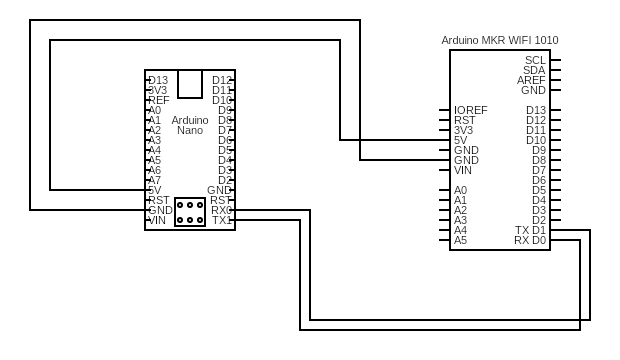 Arduino MKR WIFI 1010
SCL
SDA
AREF
GND
IOREF
RST
3V3
5V
GND
GND
VIN
A0
A1
A2
A3
A4
A5
D13
D12
D11
D10
D9
D8
D7
D6
D5
D4
D3
D2
TX D1
RX D0
Arduino
Nano
D13
3V3
REF
A0
A1
A2
A3
A4
A5
A6
A7
5V
RST
GND
VIN
D12
D11
D10
D9
D8
D7
D6
D5
D4
D3
D2
GND
RST
RX0
TX1